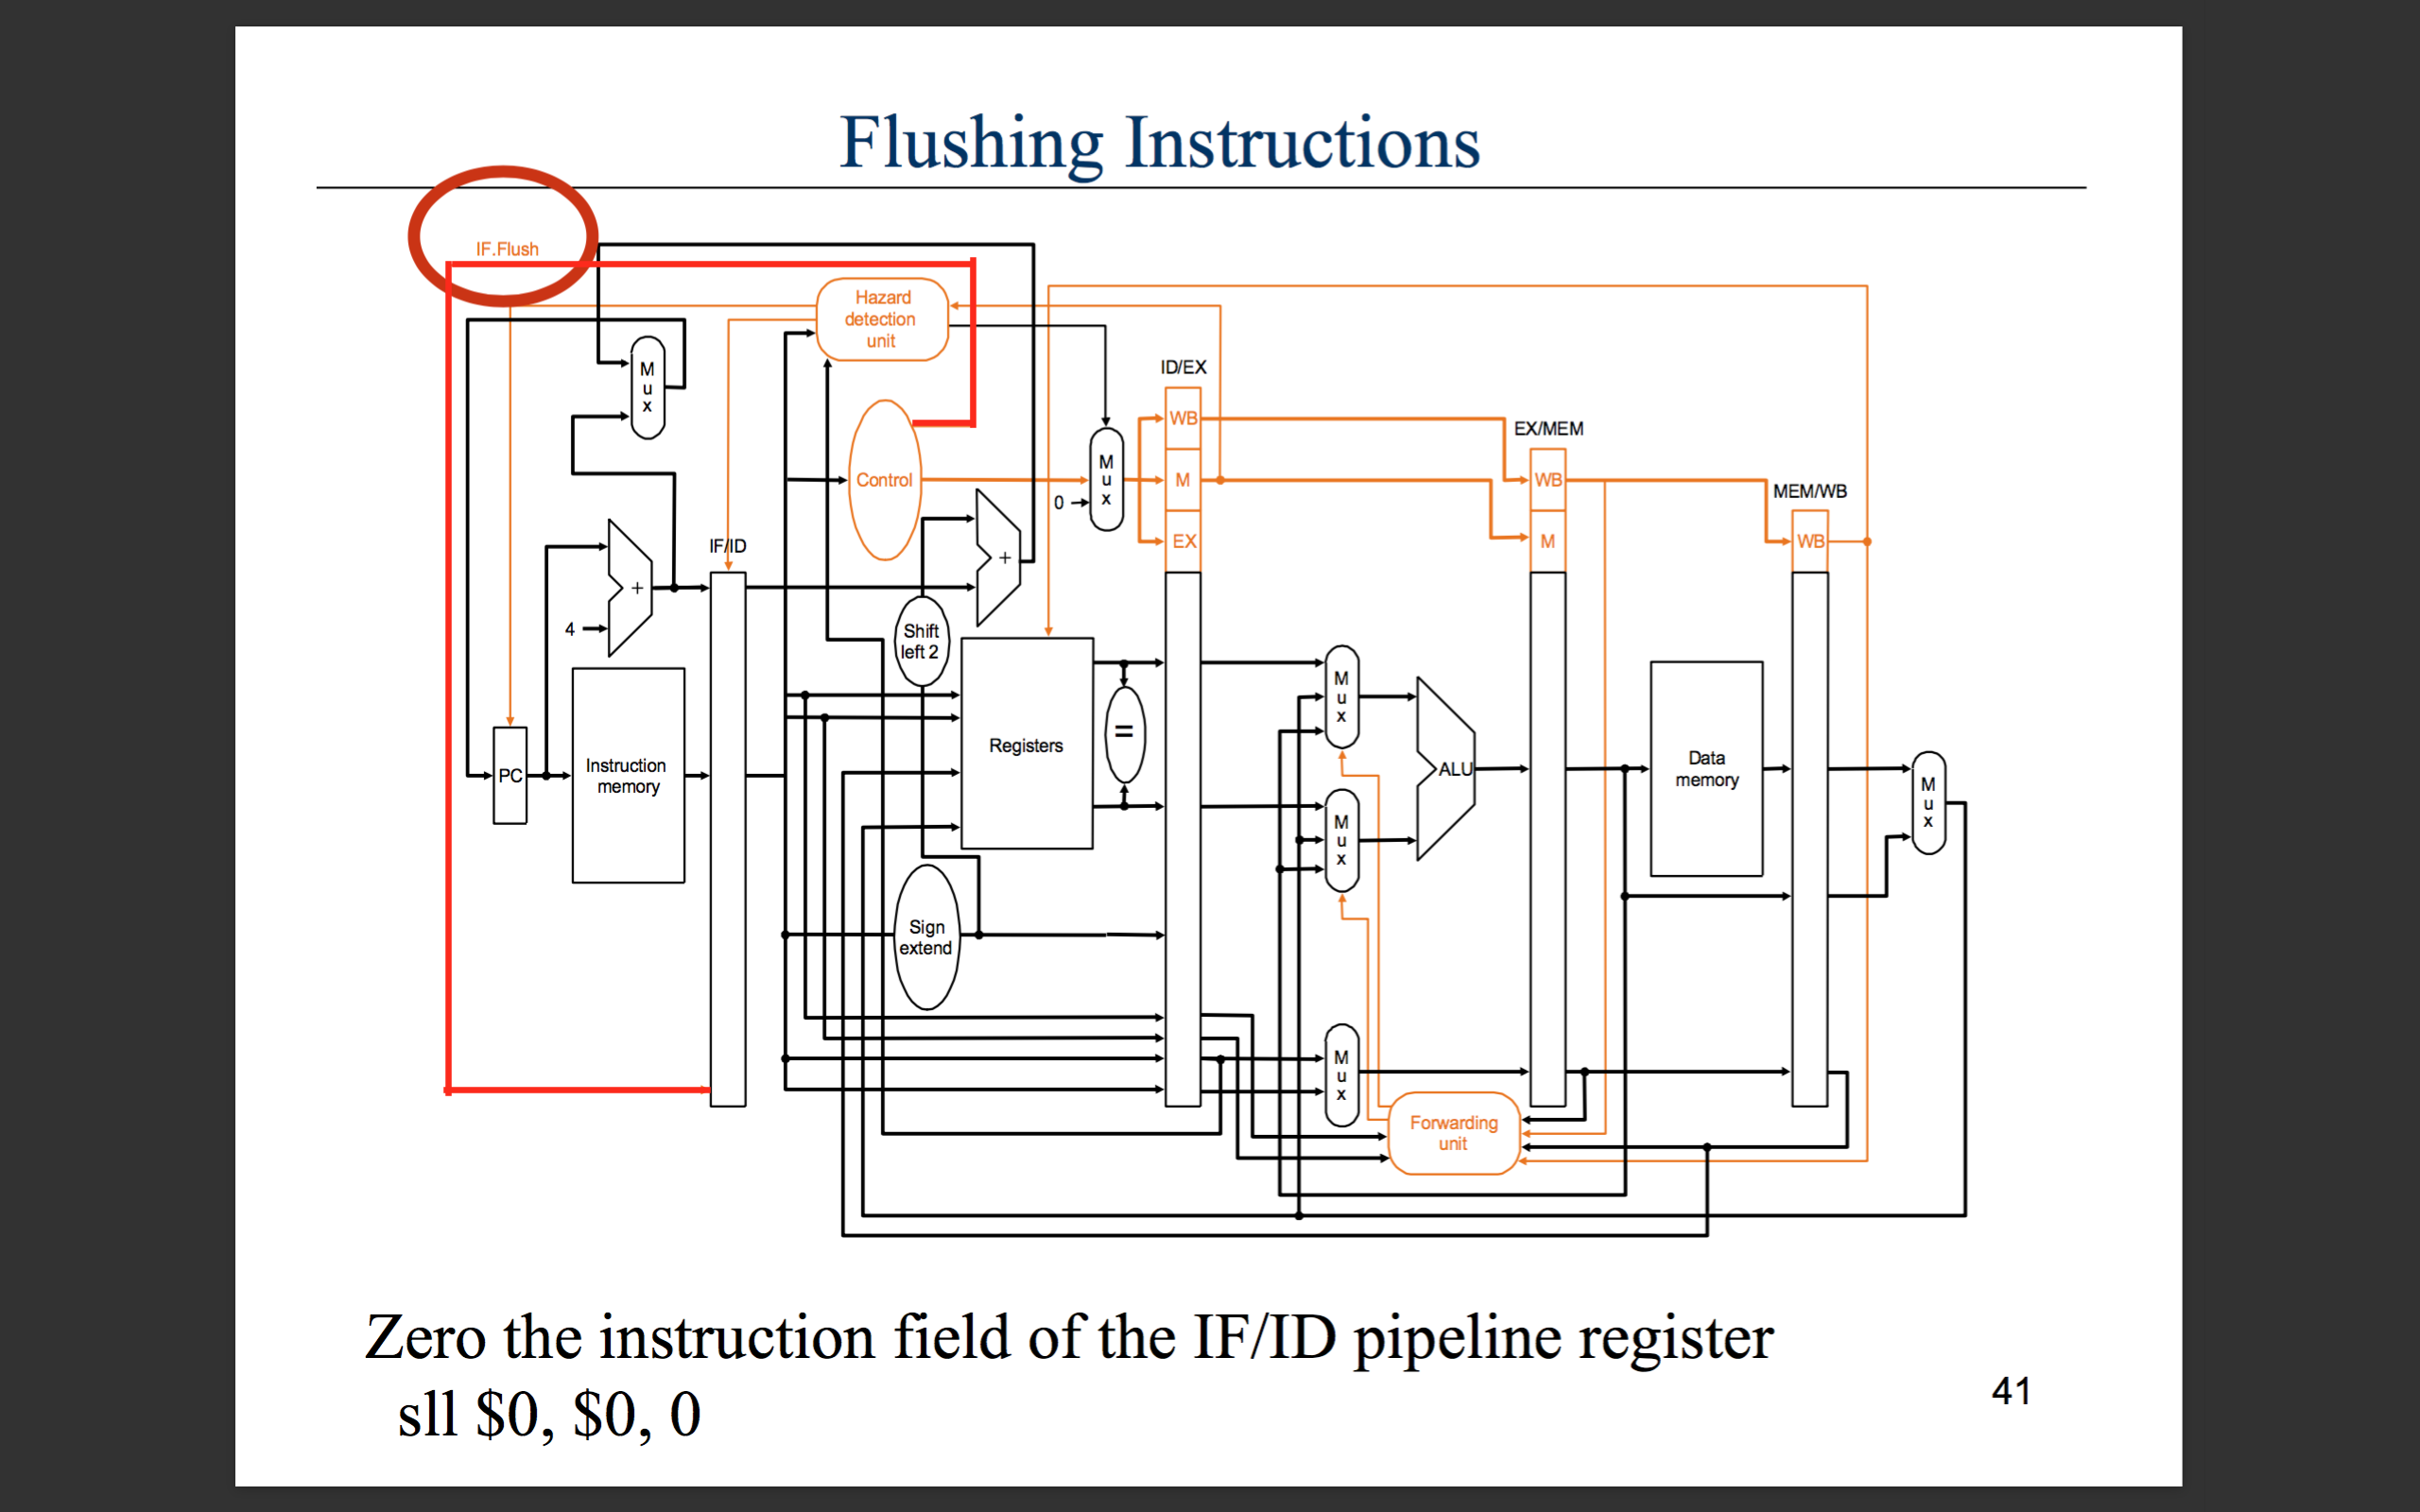 Flushing Instructions
IF.Flush
Hazard
detection
unit
M
u
x
ID/EX
WB
EX/MEM
Control
M
u
x
0
M
WB
MEM/WB
IF/ID
+
EX
M
WB
+
4
Shift
left 2
M
u
x
Registers
=
PC
Instruction
memory
ALU
Data
memory
M
u
x
M
u
x
Sign
extend
M
u
x
Forwarding
unit
Zero the instruction field of the IF/ID pipeline register
sll $0, $0, 0
41